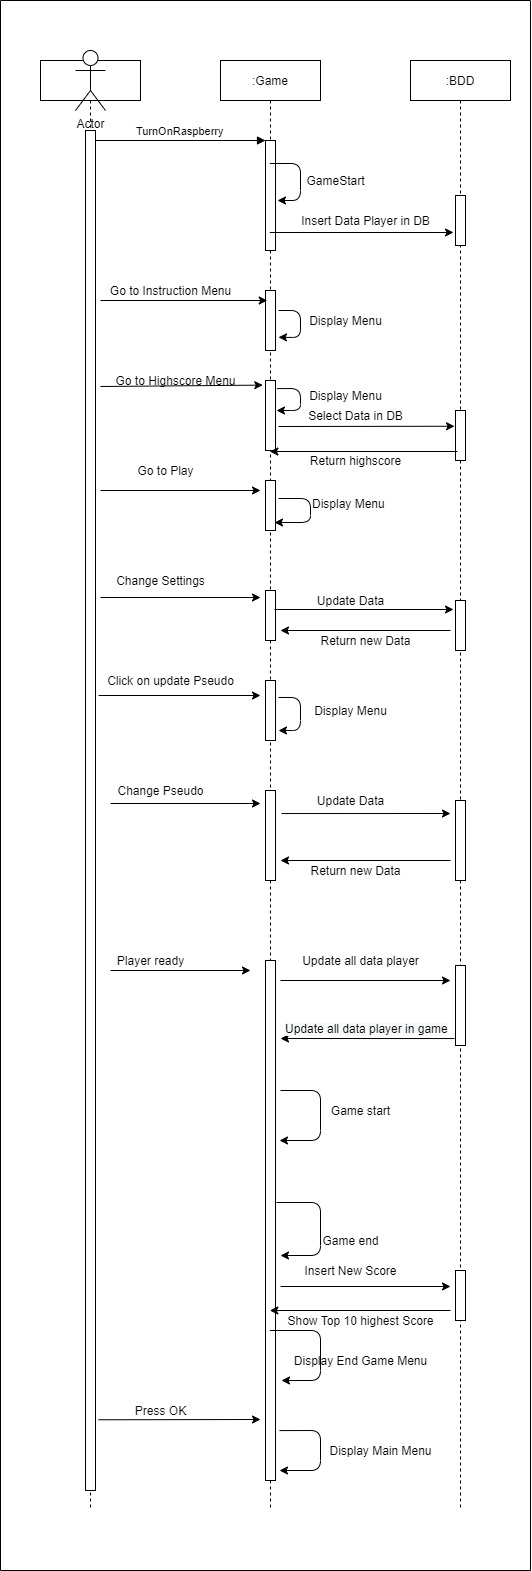 :Game
:BDD
Actor
TurnOnRaspberry
GameStart
Insert Data Player in DB
Go to Instruction Menu
Display Menu
Go to Highscore Menu
Display Menu
Select Data in DB
Return highscore
Go to Play
Display Menu
Change Settings
Update Data
Return new Data
Click on update Pseudo
Display Menu
Change Pseudo
Update Data
Return new Data
Player ready
Update all data player
Update all data player in game
Game start
Game end
Insert New Score
Show Top 10 highest Score
Display End Game Menu
Press OK
Display Main Menu